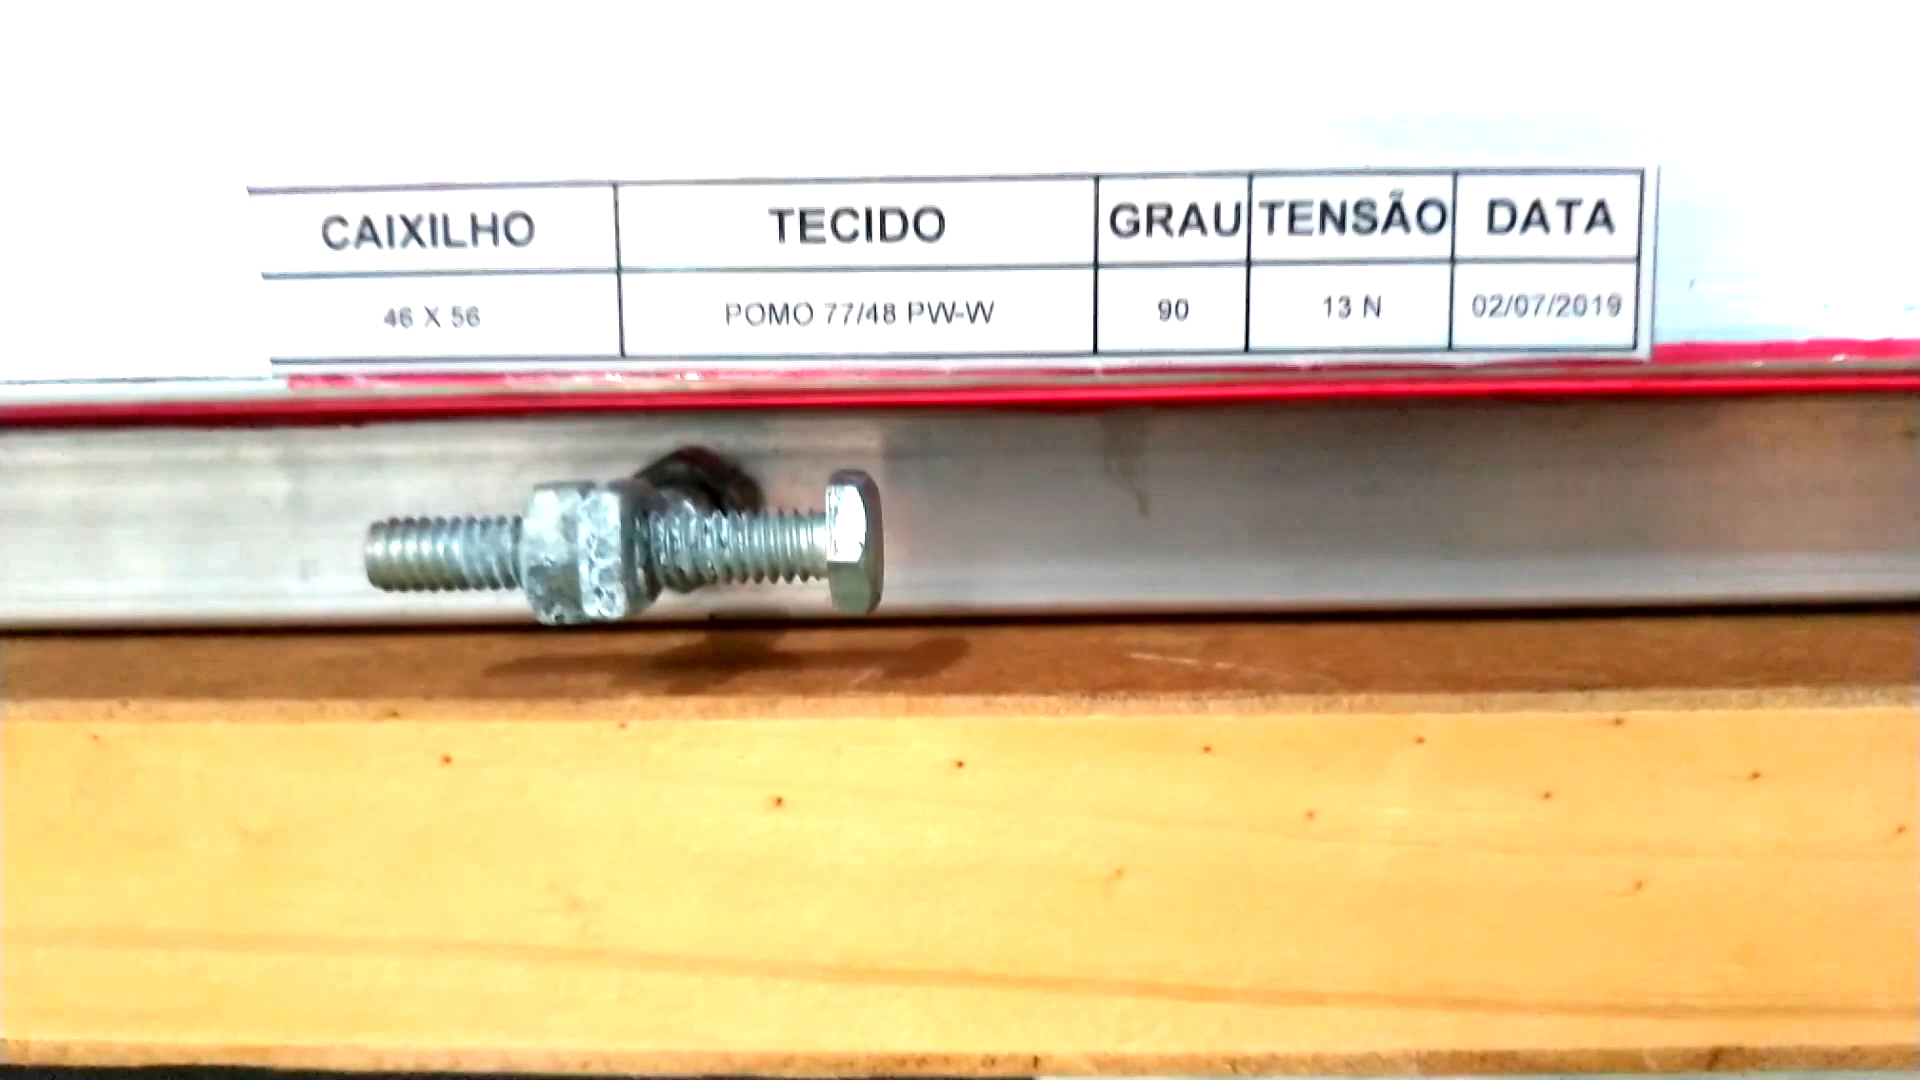 CAIXILHO TECIDO GRAU TENSÃO DATA
46 X 56 POMO 77/48 PW-W 90 13 N 02/07/2019